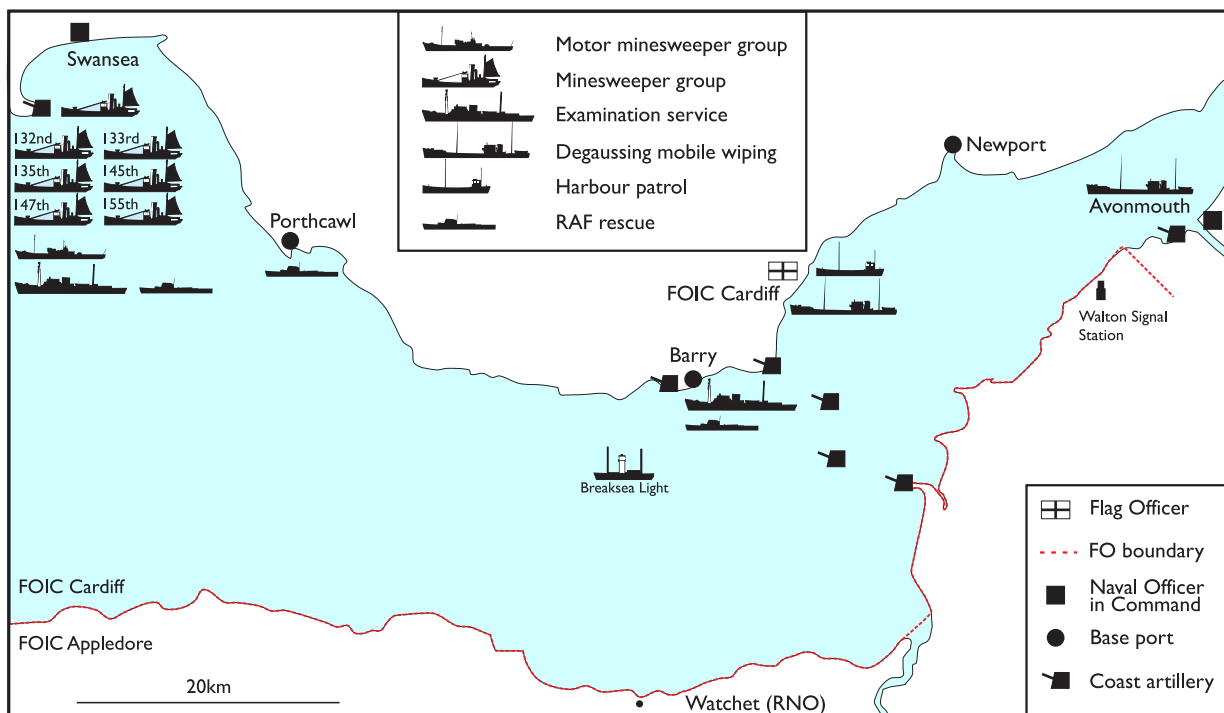 Swansea
132nd
133rd
135th
145th
147th
155th
Porthcawl
Motor minesweeper group
Minesweeper group
Examination service
Degaussing mobile wiping
Harbour patrol
RAF rescue
Newport
Avonmouth
FOIC Cardiff
Walton Signal
Station
Barry
Breaksea Light
FOIC Cardiff
FOIC Appledore
20km
Watchet (RNO)
Flag Officer
FO boundary
Naval Officer
in Command
Base port
Coast artillery